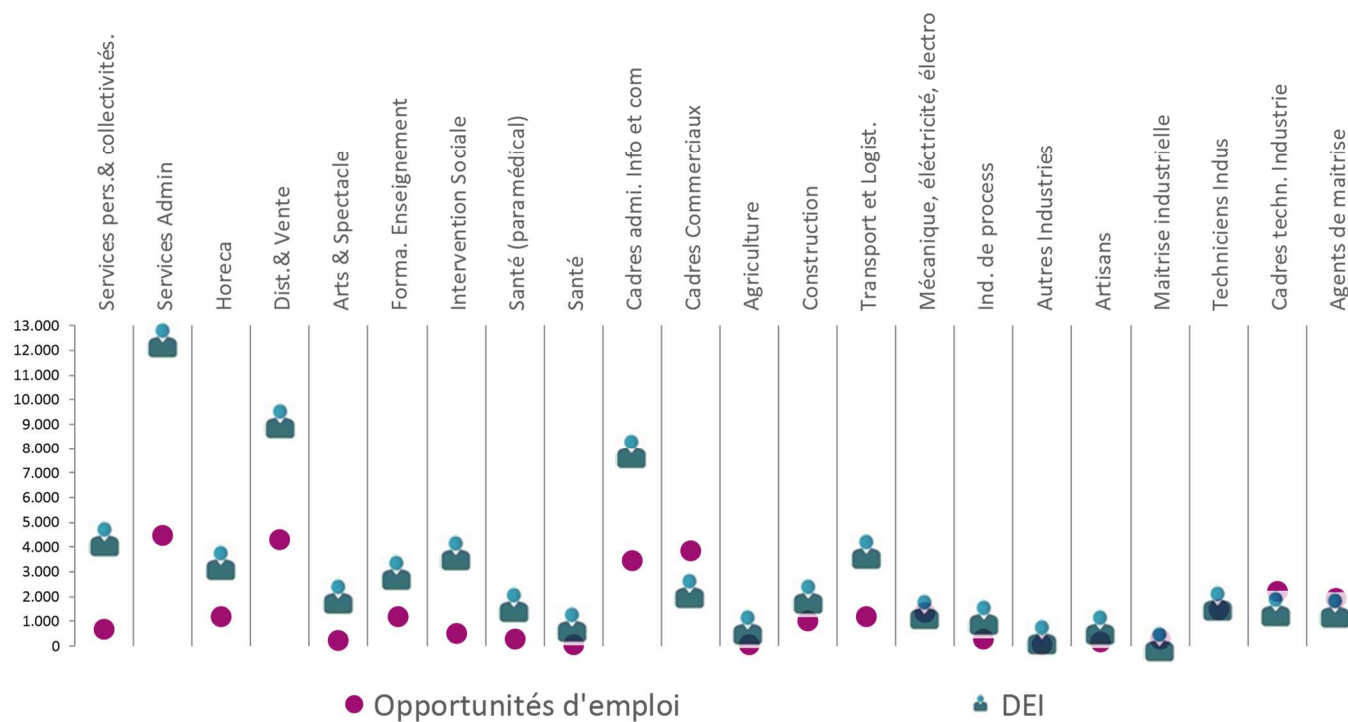 Services pers.& collectivités.
Services Admin
Horeca
Dist.& Vente
Arts & Spectacle
Forma. Enseignement
Intervention Sociale
Santé (paramédical)
Santé
Cadres admi. Info et com
Cadres Commerciaux
Agriculture
Construction
Transport et Logist.
Mécanique, éléctricité, électro
Ind. de process
Autres Industries
Artisans
Maitrise industrielle
Techniciens Indus
Cadres techn. Industrie
Agents de maitrise
13.000
12.000
11.000
10.000
9.000
8.000
7.000
6.000
5.000
4.000
3.000
2.000
1.000
0
Opportunités d'emploi
DEI